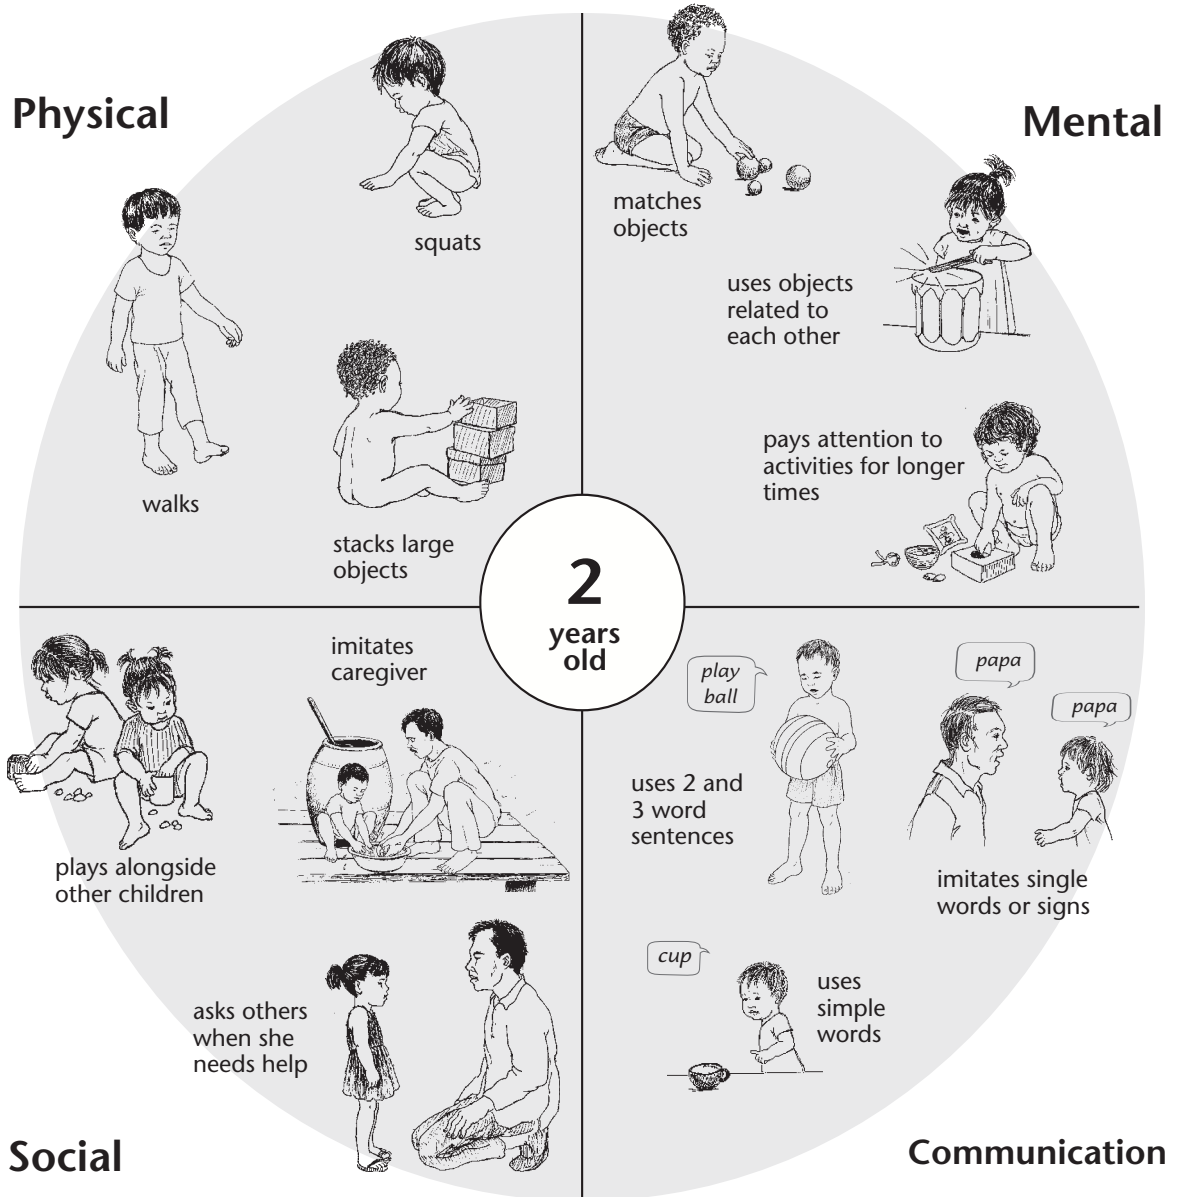 Physical
squats
walks
stacks large
objects
Mental
matches
objects
uses objects
related to
each other
pays attention to
activities for longer
times
2
years
old
imitates
caregiver
plays alongside
other children
asks others
when she
needs help
Social
play
ball
papa
papa
uses 2 and
3 word
sentences
imitates single
words or signs
cup
uses
simple
words
Communication